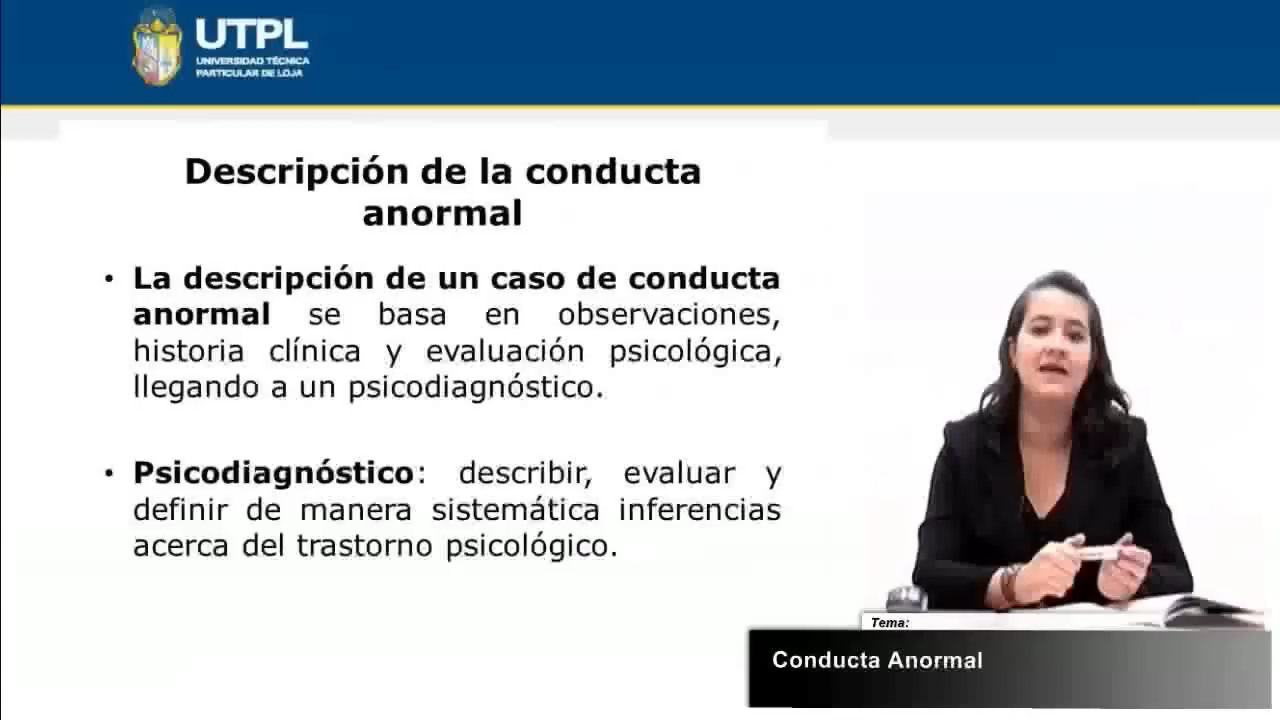 UTPL
UNIVERSIDAD TÉCNICA
PARTICULAR DE LOJA
Descripción de la conducta
anormal
• La descripción de un caso de conducta
anormal se basa en observaciones,
historia clínica y evaluación psicológica,
llegando a un psicodiagnóstico.
• Psicodiagnóstico: describir, evaluar y
definir de manera sistemática inferencias
acerca del trastorno psicológico.
Tema:
Conducta Anormal